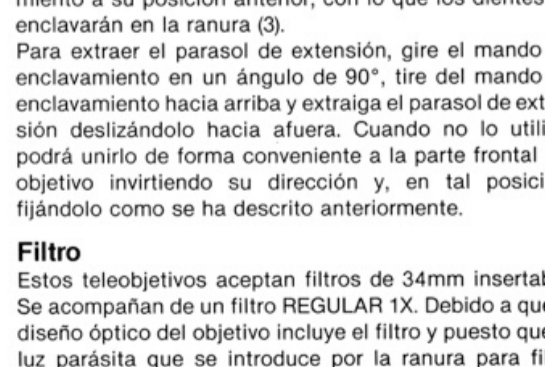 miento a su posición anterior, con lo que los dientes
enclavarán en la ranura (3).
Para extraer el parasol de extensión, gire el mando
enclavamiento en un ángulo de 90°, tire del mando
enclavamiento hacia arriba y extraiga el parasol de ext
sión deslizándolo hacia afuera. Cuando no lo utili
podrá unirlo de forma conveniente a la parte frontal
objetivo invirtiendo su dirección y, en tal posici
fijándolo como se ha descrito anteriormente.
Filtro
Estos teleobjetivos aceptan filtros de 34mm insertab
Se acompañan de un filtro REGULAR 1X. Debido a que
diseño óptico del objetivo incluye el filtro y puesto que
luz parásita que se introduce por la ranura para fil